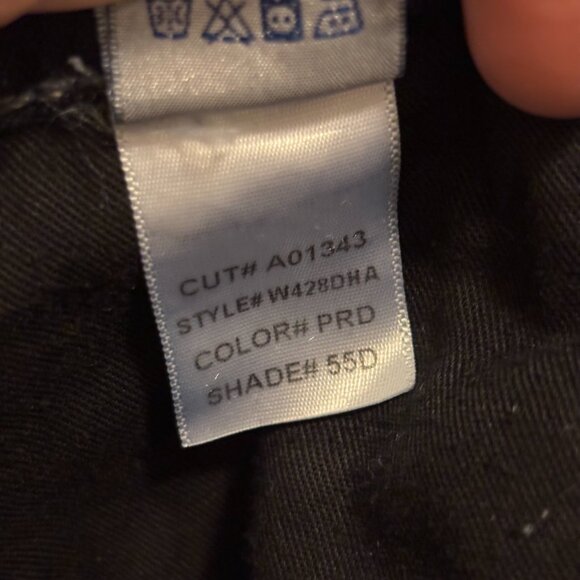 CUT# A01343
STYLE# W428DHA
COLOR# PRD
SHADE# 55D